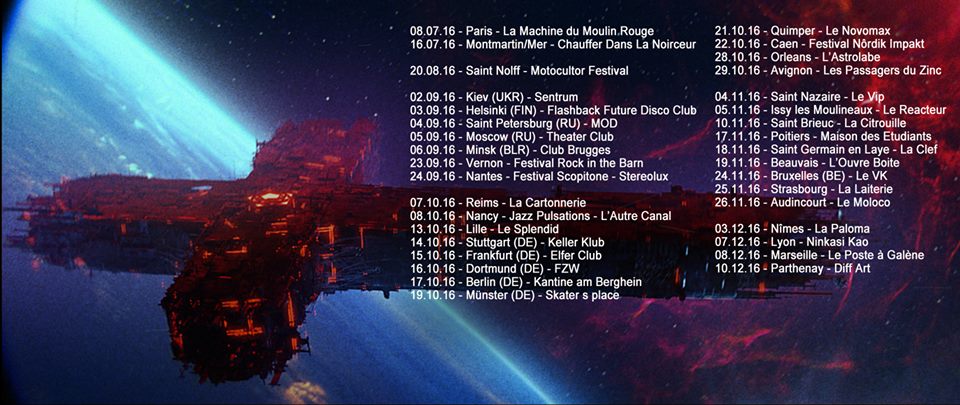 08.07.16 - Paris - La Machine du Moulin Rouge
16.07.16 - Montmartin/Mer - Chauffer Dans La Noirceur
20.08.16 - Saint Nolff - Motocultor Festival
02.09.16 - Kiev (UKR) - Sentrum
03.09.16 - Helsinki (FIN) - Flashback Future Disco Club
04.09.16 - Saint Petersburg (RU) - MOD
05.09.16 - Moscow (RU) - Theater Club
06.09.16 - Minsk (BLR) - Club Brugges
23.09.16 - Vernon - Festival Rock in the Barn
24.09.16 - Nantes - Festival Scopitone - Stereolux
07.10.16 - Reims - La Cartonnerie
08.10.16 - Nancy - Jazz Pulsations - L'Autre Canal
13.10.16 - Lille - Le Splendid
14.10.16 - Stuttgart (DE) - Keller Klub
15.10.16 - Frankfurt (DE) - Elfer Club
16.10.16 - Dortmund (DE) - FZW
17.10.16 - Berlin (DE) - Kantine am Berghein
19.10.16 - Münster (DE) - Skater s place
21.10.16 - Quimper - Le Novomax
22.10.16 - Caen - Festival Nördik Impakt
28.10.16 - Orleans - L'Astrolabe
29.10.16 - Avignon - Les Passagers du Zinc
04.11.16 - Saint Nazaire - Le Vip
05.11.16 - Issy les Moulineaux - Le Reacteur
10.11.16 - Saint Brieuc - La Citrouille
17.11.16 - Poitiers - Maison des Etudiants
18.11.16 - Saint Germain en Laye - La Clef
19.11.16 - Beauvais - L'Ouvre Boite
24.11.16 - Bruxelles (BE) - Le VK
25.11.16 - Strasbourg - La Laiterie
26.11.16 - Audincourt - Le Moloco
03.12.16 - Nîmes - La Paloma
07.12.16 - Lyon - Ninkasi Kao
08.12.16 - Marseille - Le Poste à Galène
10.12.16 - Parthenay - Diff Art